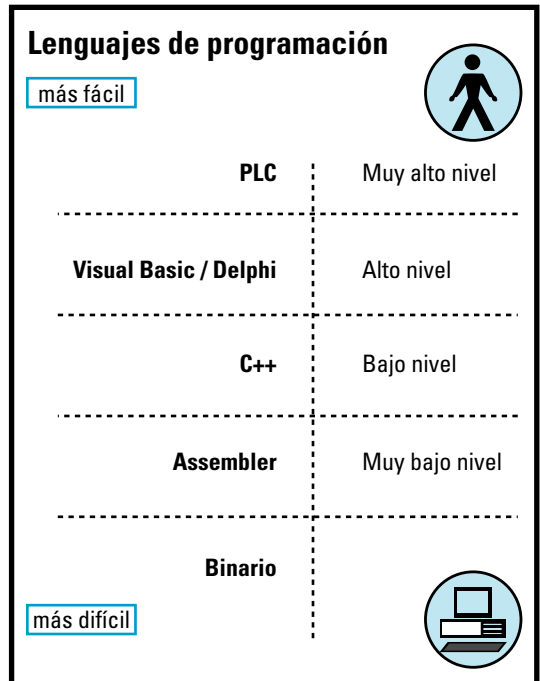 Lenguajes de programación
más fácil
PLC Muy alto nivel
Visual Basic / Delphi Alto nivel
C++ Bajo nivel
Assembler Muy bajo nivel
Binario
más difícil